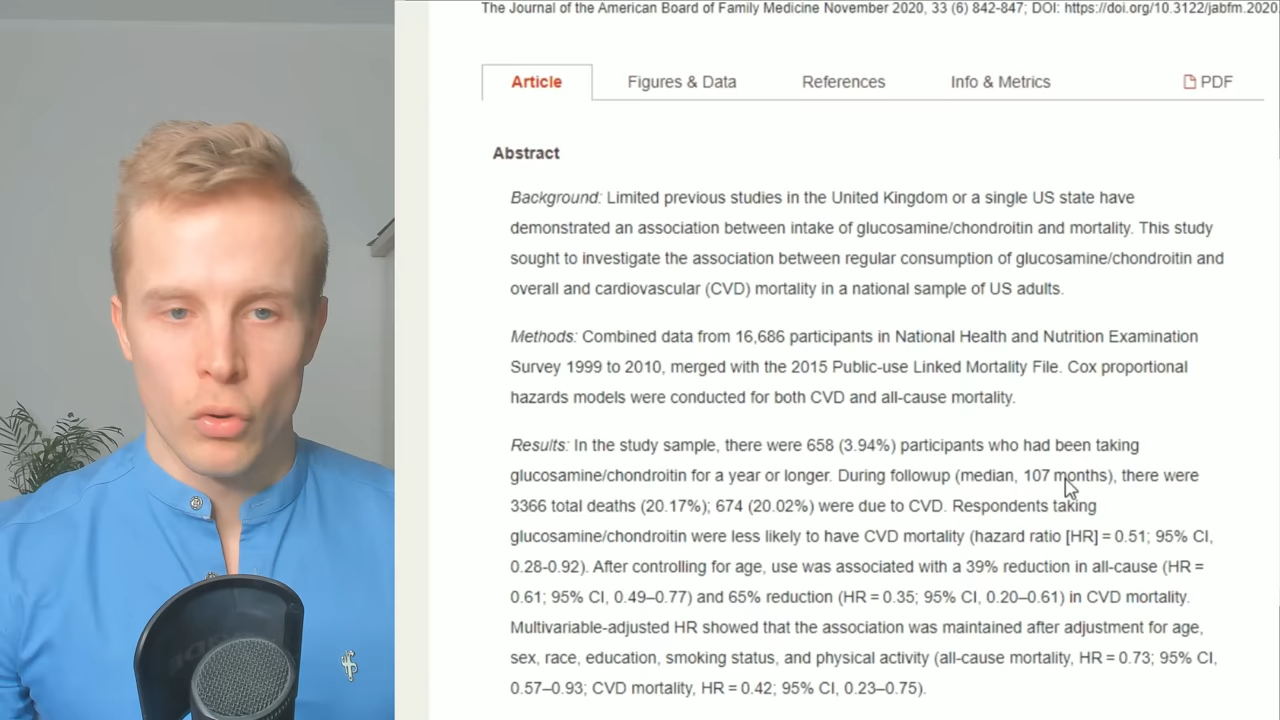 The Journal of the American Board of Family Medicine November 2020, 33 (6) 842-847; DOI: https://doi.org/10.3122/jabfm.2020
Article Figures & Data References Info & Metrics PDF
Abstract
Background: Limited previous studies in the United Kingdom or a single US state have
demonstrated an association between intake of glucosamine/chondroitin and mortality. This study
sought to investigate the association between regular consumption of glucosamine/chondroitin and
overall and cardiovascular (CVD) mortality in a national sample of US adults.
Methods: Combined data from 16,686 participants in National Health and Nutrition Examination
Survey 1999 to 2010, merged with the 2015 Public-use Linked Mortality File. Cox proportional
hazards models were conducted for both CVD and all-cause mortality.
Results: In the study sample, there were 658 (3.94%) participants who had been taking
glucosamine/chondroitin for a year or longer. During followup (median, 107 months), there were
3366 total deaths (20.17%); 674 (20.02%) were due to CVD. Respondents taking
glucosamine/chondroitin were less likely to have CVD mortality (hazard ratio [HR] = 0.51; 95% CI,
0.28-0.92). After controlling for age, use was associated with a 39% reduction in all-cause (HR =
0.61; 95% CI, 0.49–0.77) and 65% reduction (HR = 0.35; 95% CI, 0.20–0.61) in CVD mortality.
Multivariable-adjusted HR showed that the association was maintained after adjustment for age,
sex, race, education, smoking status, and physical activity (all-cause mortality, HR = 0.73; 95% CI,
0.57–0.93; CVD mortality, HR = 0.42; 95% CI, 0.23–0.75).